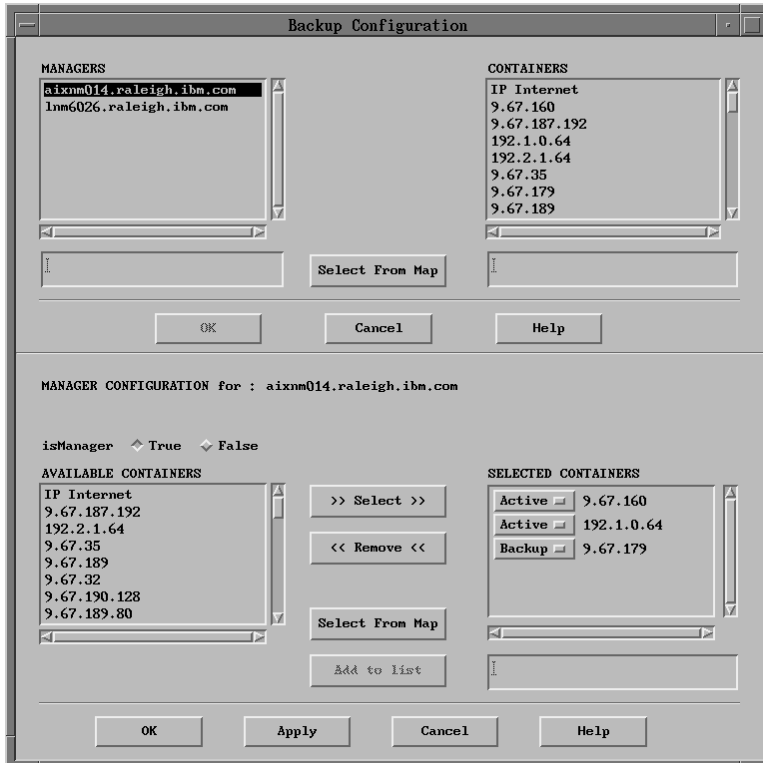 Backup Configuration
MANAGERS
aixnm014.raleigh.ibm.com
lnm6026.raleigh.ibm.com
CONTAINERS
IP Internet
9.67.160
9.67.187.192
192.1.0.64
192.2.1.64
9.67.35
9.67.179
9.67.189
Select From Map
OK
Cancel
Help
MANAGER CONFIGURATION for : aixnm014.raleigh.ibm.com
isManager True False
AVAILABLE CONTAINERS
IP Internet
9.67.187.192
192.2.1.64
9.67.35
9.67.189
9.67.32
9.67.190.128
9.67.189.80
>> Select >>
<< Remove <<
Select From Map
Add to list
SELECTED CONTAINERS
Active 9.67.160
Active 192.1.0.64
Backup 9.67.179
OK
Apply
Cancel
Help